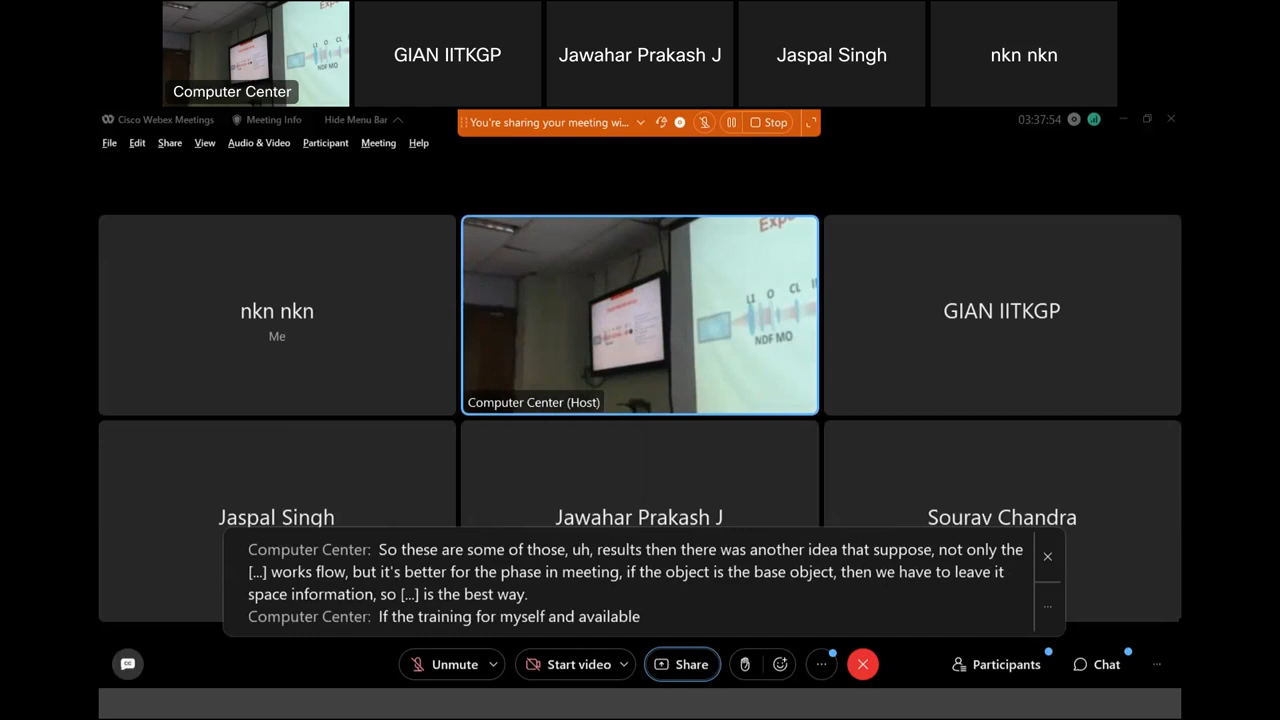 GIAN IITKGP
Jawahar Prakash J
Jaspal Singh
nkn nkn
Computer Center
Cisco Webex Meetings
Meeting Info
Hide Menu Bar
You're sharing your meeting wi...
Stop
03:37:54
File Edit Share View Audio & Video Participant Meeting Help
nkn nkn
Me
LI O CL
NDF MO
Computer Center (Host)
GIAN IITKGP
Jaspal Singh
Jawahar Prakash J
Sourav Chandra
Computer Center: So these are some of those, uh, results then there was another idea that suppose, not only the
[...] works flow, but it's better for the phase in meeting, if the object is the base object, then we have to leave it
space information, so [...] is the best way.
Computer Center: If the training for myself and available
Unmute
Start video
Share
Participants
Chat